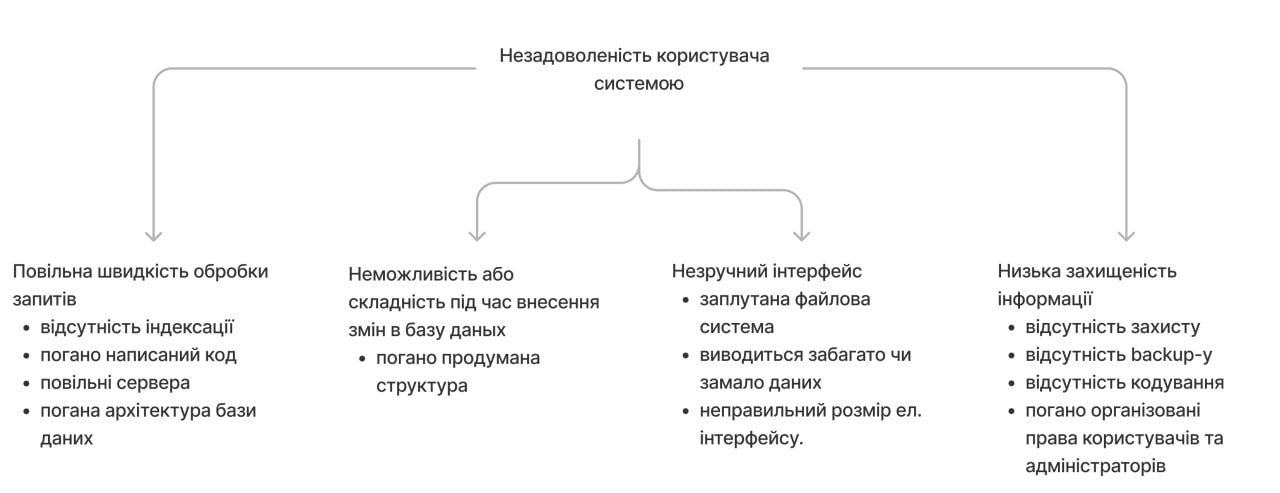 Незадоволеність користувача
системою
Повільна швидкість обробки
запитів
• відсутність індексації
• погано написаний код
• повільні сервера
• погана архітектура бази
даних
Неможливість або
складність під час внесення
змін в базу даных
• погано продумана
структура
Незручний інтерфейс
• заплутана файлова
система
• виводиться забагато чи
замало даних
• неправильний розмір ел.
інтерфейсу.
Низька захищеність
інформації
• відсутність захисту
• відсутність backup-у
• відсутність кодування
• погано організовані
права користувачів та
адміністраторів